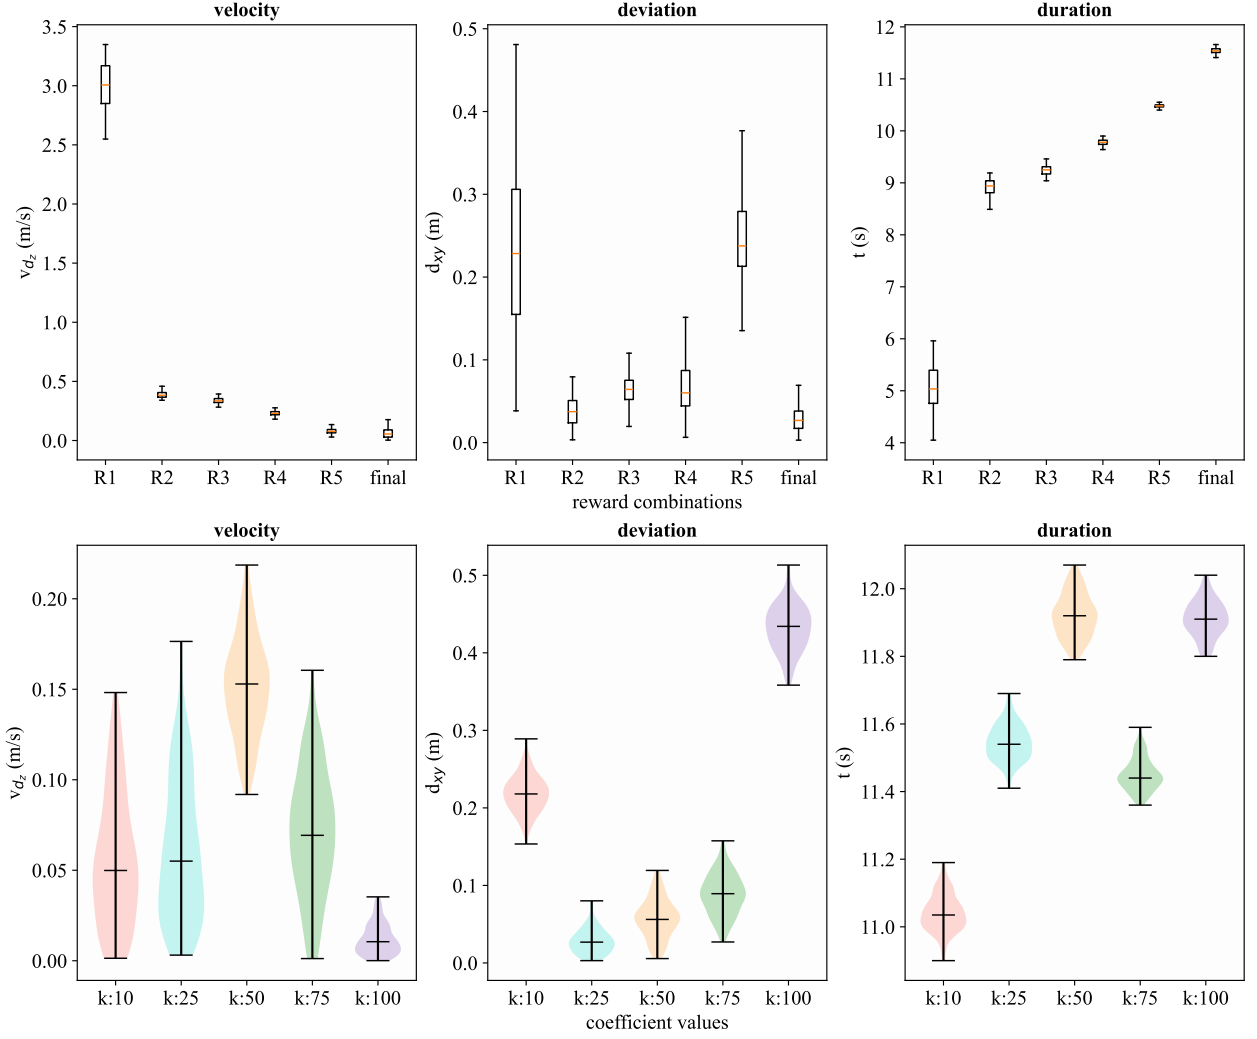 velocity
3.5
3.0
2.5
2.0
1.5
1.0
0.5
0.0
v_{d_z} (m/s)
R1 R2 R3 R4 R5 final
deviation
0.5
0.4
0.3
0.2
0.1
0.0
d_{xy} (m)
R1 R2 R3 R4 R5 final
reward combinations
duration
12
11
10
9
8
7
6
5
4
t (s)
R1 R2 R3 R4 R5 final
velocity
0.20
0.15
0.10
0.05
0.00
v_{d_z} (m/s)
k:10 k:25 k:50 k:75 k:100
deviation
0.5
0.4
0.3
0.2
0.1
0.0
d_{xy} (m)
k:10 k:25 k:50 k:75 k:100
coefficient values
duration
12.0
11.8
11.6
11.4
11.2
11.0
t (s)
k:10 k:25 k:50 k:75 k:100